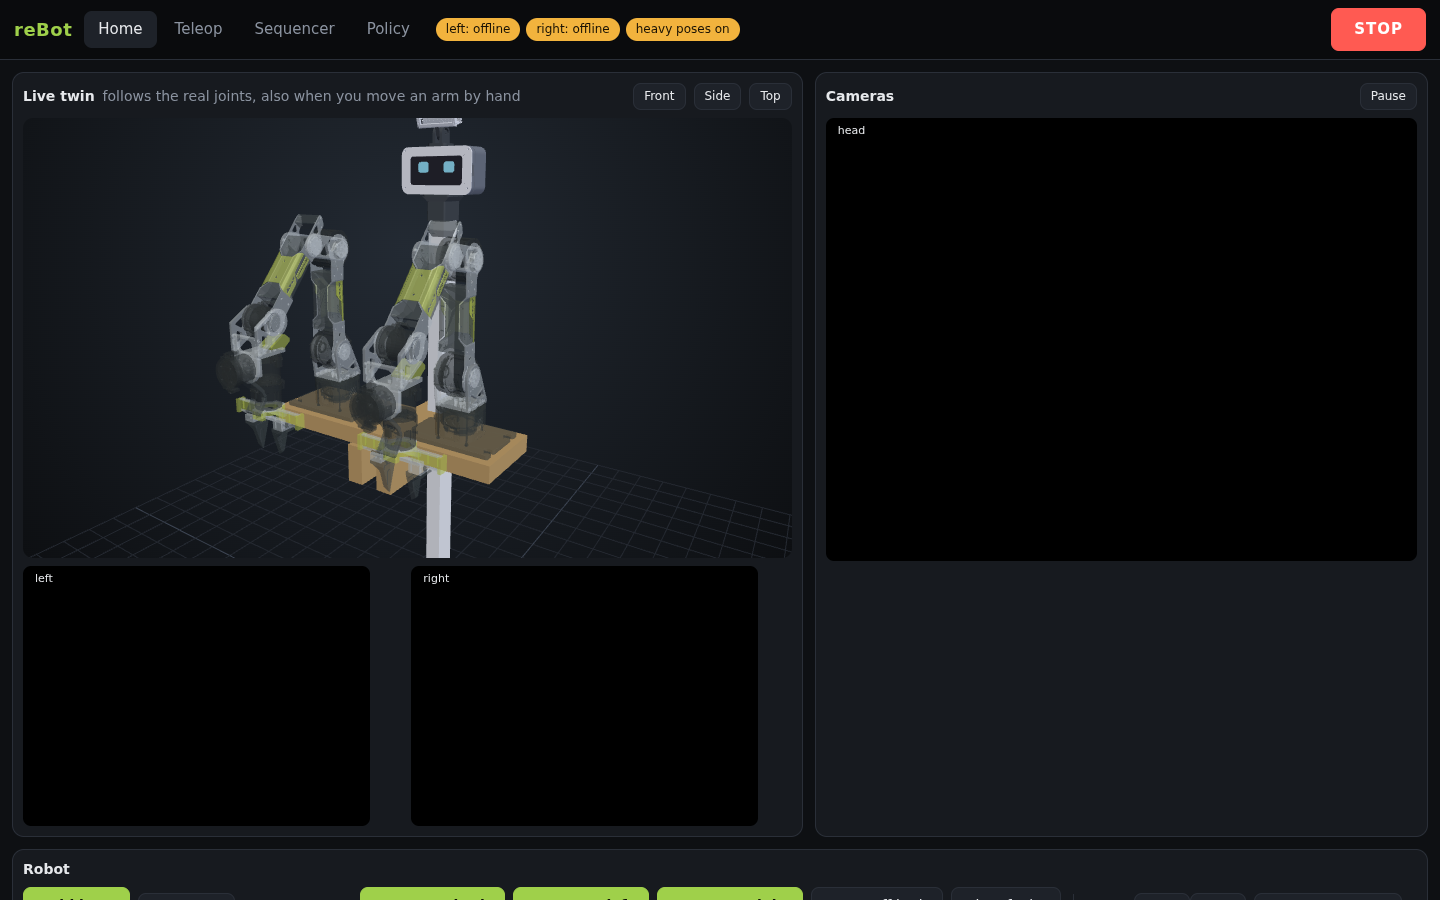 reBot Home Teleop Sequencer Policy left: offline right: offline heavy poses on STOP
Live twin follows the real joints, also when you move an arm by hand Front Side Top
Cameras Pause
head
left right
Robot